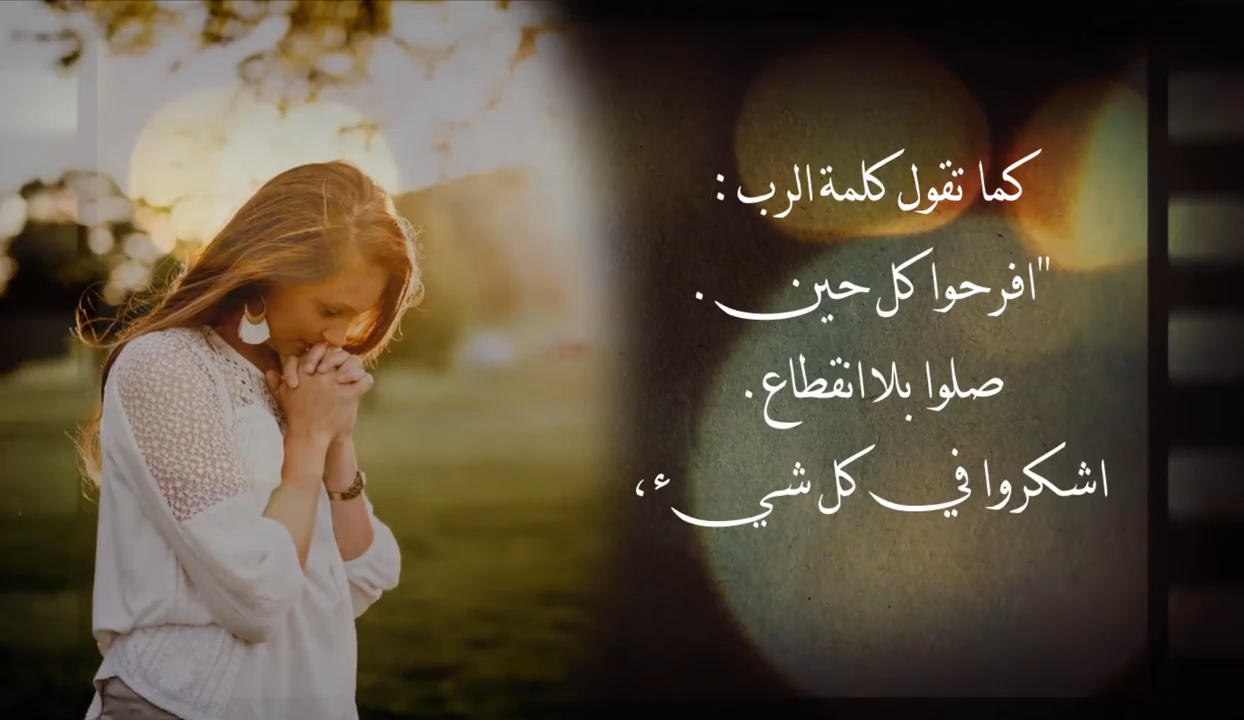 كما تقول كلمة الرب :
"افرحوا كل حين .
صلوا بلا انقطاع .
اشكروا في كل شيء ،